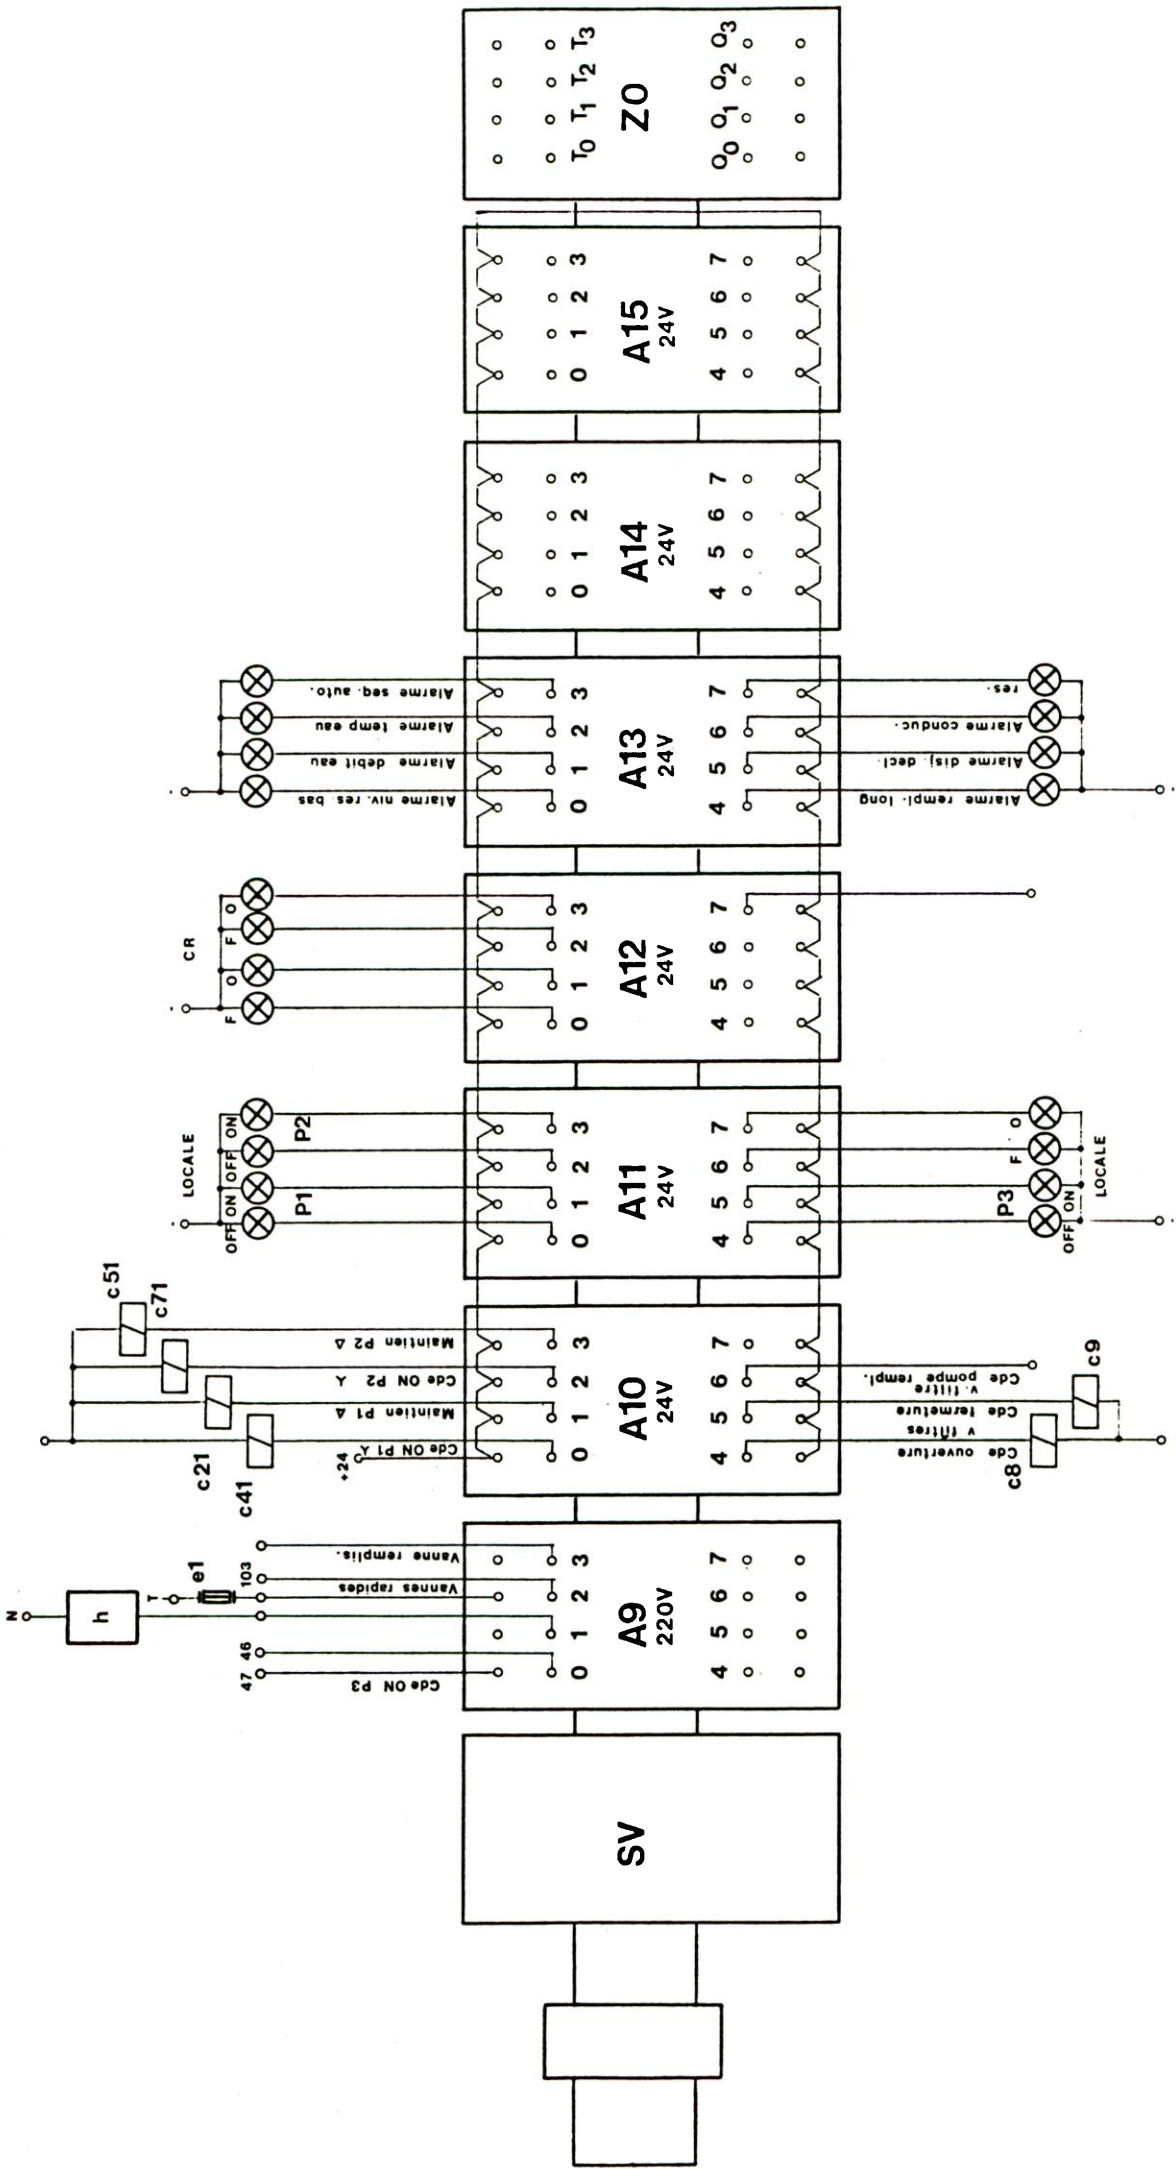 N
h
T
e1
103
46
47
Cde ON P3
Vannes rapides
Vanne remplis.
c51
c71
c21
c41
+24
Cde ON P1 ⅄
Maintien P1 Δ
Cde ON P2 ⅄
Maintien P2 Δ
LOCALE
OFF ON OFF ON
P1 P2
CR
F O F O
Alarme niv. res. bas
Alarme debit eau
Alarme temp eau
Alarme seq. auto.
SV
0 1 2 3
A9
220V
4 5 6 7
0 1 2 3
A10
24V
4 5 6 7
0 1 2 3
A11
24V
4 5 6 7
0 1 2 3
A12
24V
4 5 6 7
0 1 2 3
A13
24V
4 5 6 7
0 1 2 3
A14
24V
4 5 6 7
0 1 2 3
A15
24V
4 5 6 7
T0 T1 T2 T3
ZO
Q0 Q1 Q2 Q3
Cde ouverture
v filtres
Cde fermeture
v. filtre
Cde pompe rempl.
c8
c9
P3
OFF ON F O
LOCALE
Alarme rempl. long
Alarme disj. decl.
Alarme conduc.
res.